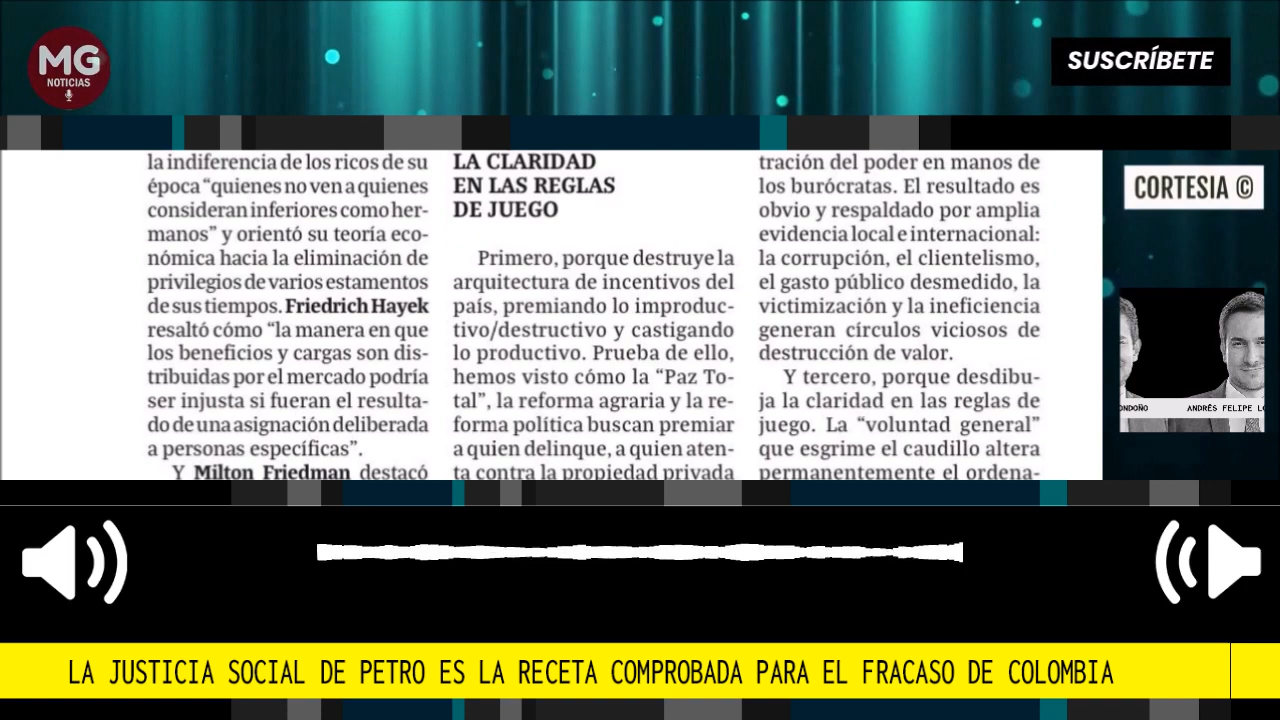 MG
NOTICIAS
SUSCRÍBETE
la indiferencia de los ricos de su
época “quienes no ven a quienes
consideran inferiores como her-
manos” y orientó su teoría eco-
nómica hacia la eliminación de
privilegios de varios estamentos
de sus tiempos. Friedrich Hayek
resaltó cómo “la manera en que
los beneficios y cargas son dis-
tribuidas por el mercado podría
ser injusta si fueran el resulta-
do de una asignación deliberada
a personas específicas”.
Y Milton Friedman destacó
LA CLARIDAD
EN LAS REGLAS
DE JUEGO
Primero, porque destruye la
arquitectura de incentivos del
país, premiando lo improduc-
tivo/destructivo y castigando
lo productivo. Prueba de ello,
hemos visto cómo la “Paz To-
tal”, la reforma agraria y la re-
forma política buscan premiar
a quien delinque, a quien aten-
ta contra la propiedad privada
tración del poder en manos de
los burócratas. El resultado es
obvio y respaldado por amplia
evidencia local e internacional:
la corrupción, el clientelismo,
el gasto público desmedido, la
victimización y la ineficiencia
generan círculos viciosos de
destrucción de valor.
Y tercero, porque desdibu-
ja la claridad en las reglas de
juego. La “voluntad general”
que esgrime el caudillo altera
permanentemente el ordena-
CORTESIA ©
ONDOÑO ANDRÉS FELIPE LO
LA JUSTICIA SOCIAL DE PETRO ES LA RECETA COMPROBADA PARA EL FRACASO DE COLOMBIA